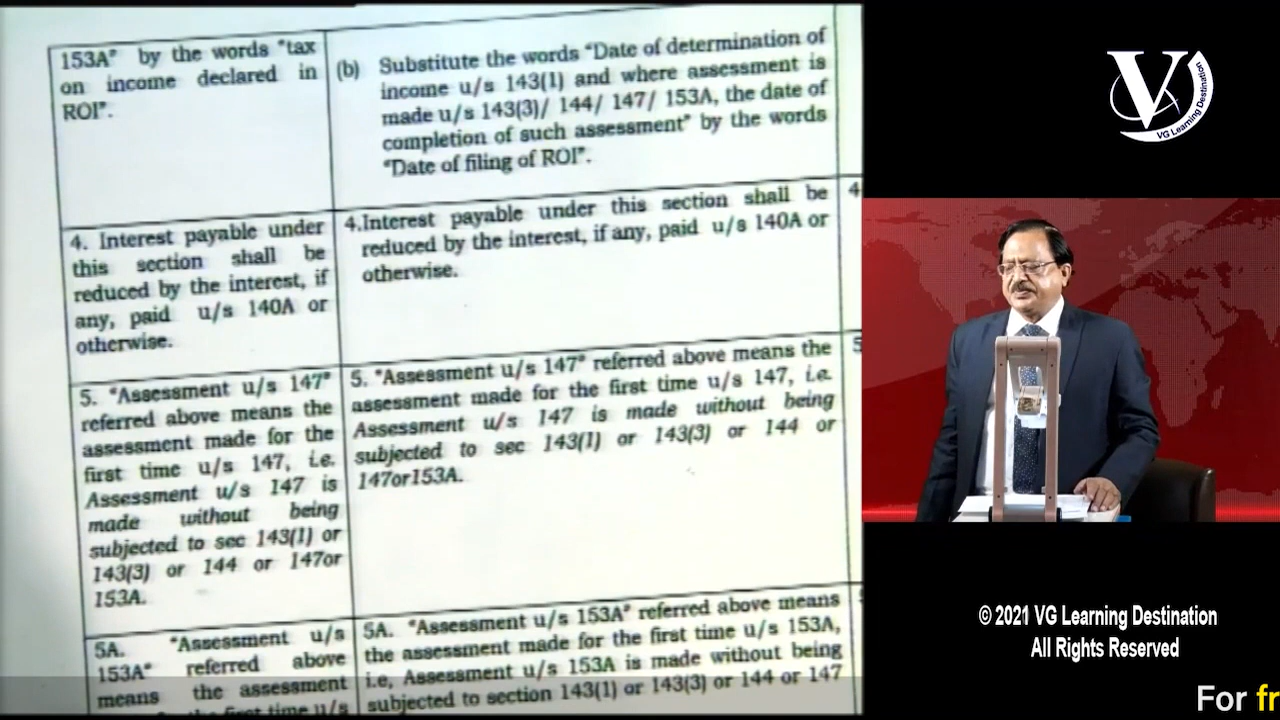 153A" by the words "tax
on income declared in
ROI".
(b) Substitute the words "Date of determination of
income u/s 143(1) and where assessment is
made u/s 143(3)/ 144/ 147/ 153A, the date of
completion of such assessment" by the words
"Date of filing of ROI".
4. Interest payable under
this section shall be
reduced by the interest, if
any, paid u/s 140A or
otherwise.
4.Interest payable under this section shall be
reduced by the interest, if any, paid u/s 140A or
otherwise.
4
5. "Assessment u/s 147"
referred above means the
assessment made for the
first time u/s 147, i.e.
Assessment u/s 147 is
made without being
subjected to sec 143(1) or
143(3) or 144 or 147or
153A.
5. "Assessment u/s 147" referred above means the
assessment made for the first time u/s 147, i.e.
Assessment u/s 147 is made without being
subjected to sec 143(1) or 143(3) or 144 or
147or153A.
5
5A. "Assessment u/s
153A" referred above
means the assessment
the first time u/s
5A. "Assessment u/s 153A" referred above means
the assessment made for the first time u/s 153A,
i.e, Assessment u/s 153A is made without being
subjected to section 143(1) or 143(3) or 144 or 147
V
VG Learning Destination
© 2021 VG Learning Destination
All Rights Reserved
For fr